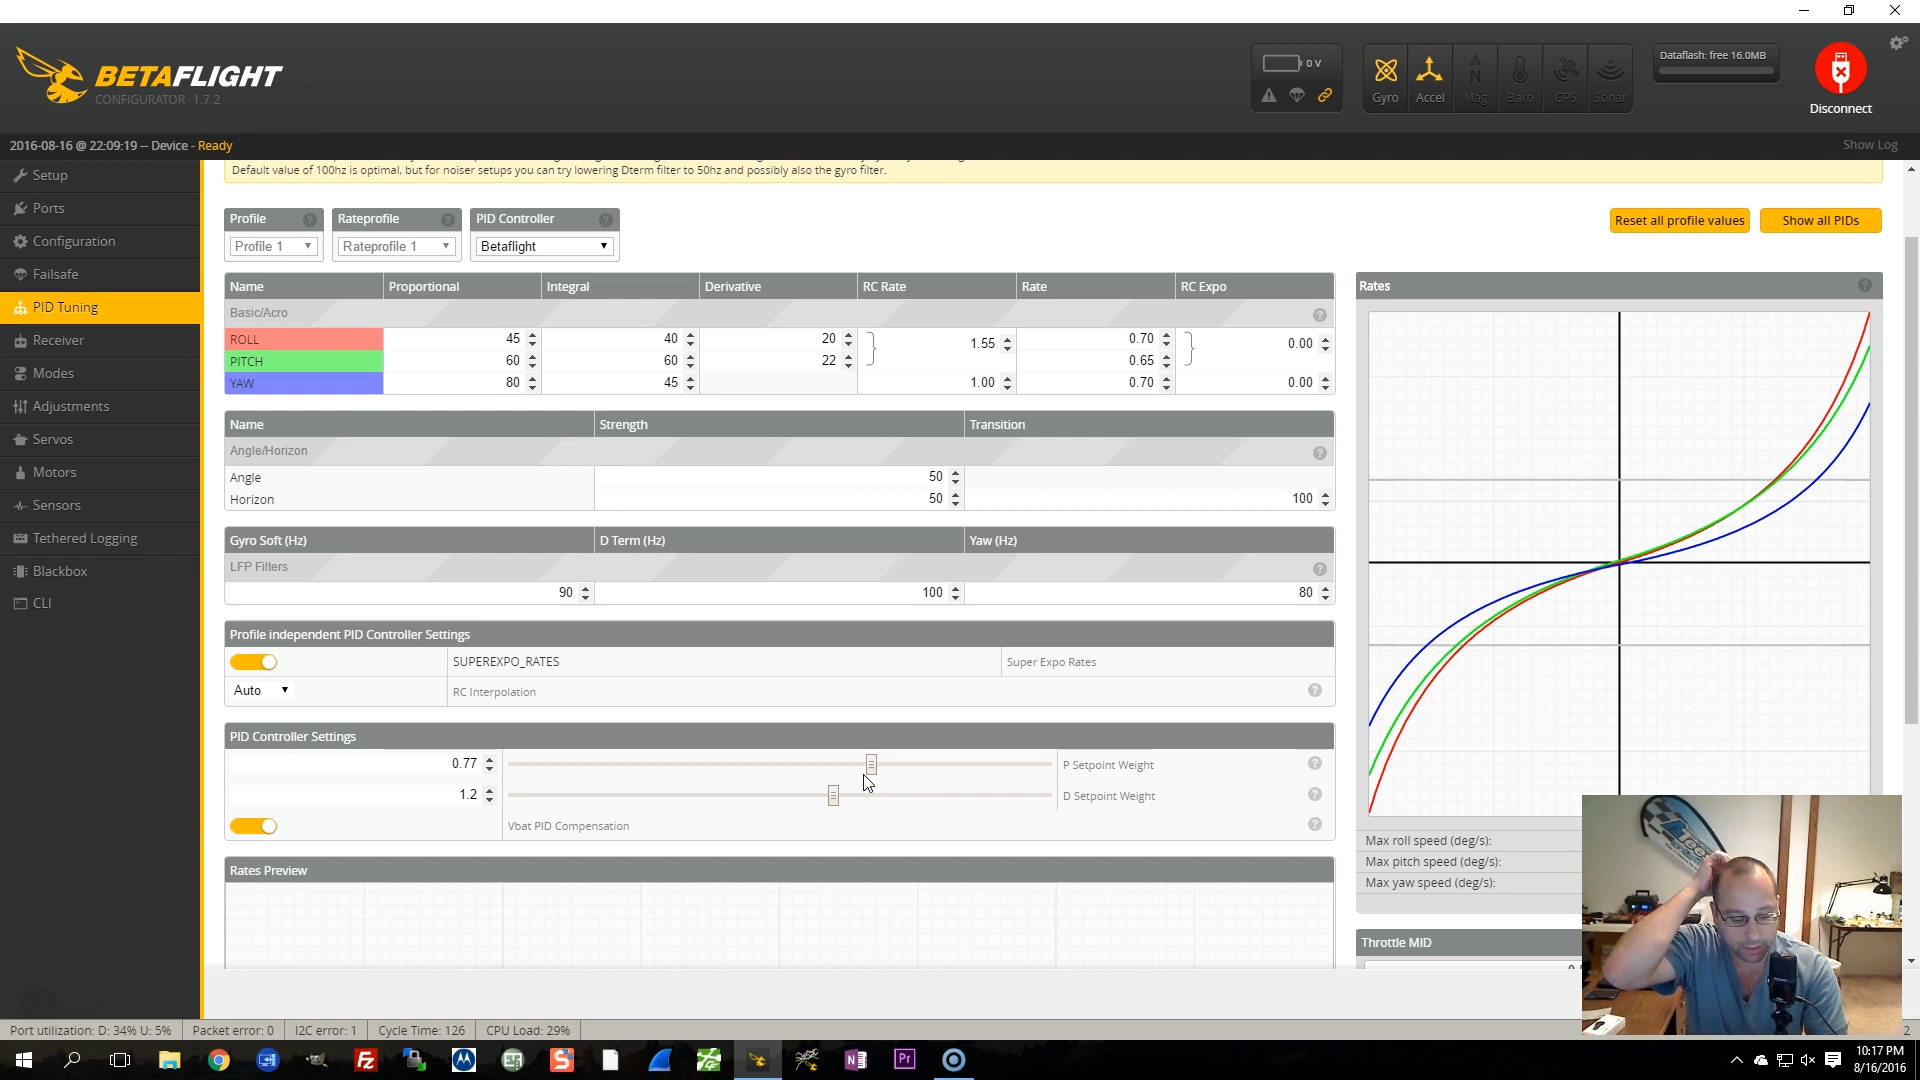 BETAFLIGHT
CONFIGURATOR 1.7.2
0 V
Gyro
Accel
Mag
Baro
GPS
Sonar
Dataflash: free 16.0MB
Disconnect
2016-08-16 @ 22:09:19 -- Device - Ready
Show Log
Setup
Ports
Configuration
Failsafe
PID Tuning
Receiver
Modes
Adjustments
Servos
Motors
Sensors
Tethered Logging
Blackbox
CLI
Default value of 100hz is optimal, but for noiser setups you can try lowering Dterm filter to 50hz and possibly also the gyro filter.
Profile
Rateprofile
PID Controller
Profile 1
Rateprofile 1
Betaflight
Reset all profile values
Show all PIDs
Name Proportional Integral Derivative RC Rate Rate RC Expo
Basic/Acro
ROLL 45 40 20 1.55 0.70 0.00
PITCH 60 60 22 0.65
YAW 80 45 1.00 0.70 0.00
Name Strength Transition
Angle/Horizon
Angle 50
Horizon 50 100
Gyro Soft (Hz) D Term (Hz) Yaw (Hz)
LFP Filters
90 100 80
Profile independent PID Controller Settings
SUPEREXPO_RATES Super Expo Rates
Auto RC Interpolation
PID Controller Settings
0.77 P Setpoint Weight
1.2 D Setpoint Weight
Vbat PID Compensation
Rates Preview
Rates
Max roll speed (deg/s):
Max pitch speed (deg/s):
Max yaw speed (deg/s):
Throttle MID
Port utilization: D: 34% U: 5%
Packet error: 0
I2C error: 1
Cycle Time: 126
CPU Load: 29%
2
10:17 PM
8/16/2016